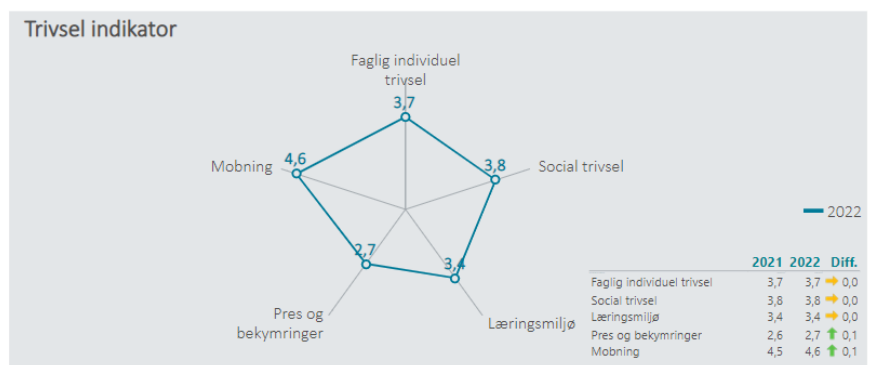 Trivsel indikator
Faglig individuel
trivsel
3,7
4,6
Mobning
3,8
Social trivsel
2022
2,7
3,4
Pres og
bekymringer
Læringsmiljø
2021 2022 Diff.
Faglig individuel trivsel 3,7 3,7 0,0
Social trivsel 3,8 3,8 0,0
Læringsmiljø 3,4 3,4 0,0
Pres og bekymringer 2,6 2,7 0,1
Mobning 4,5 4,6 0,1